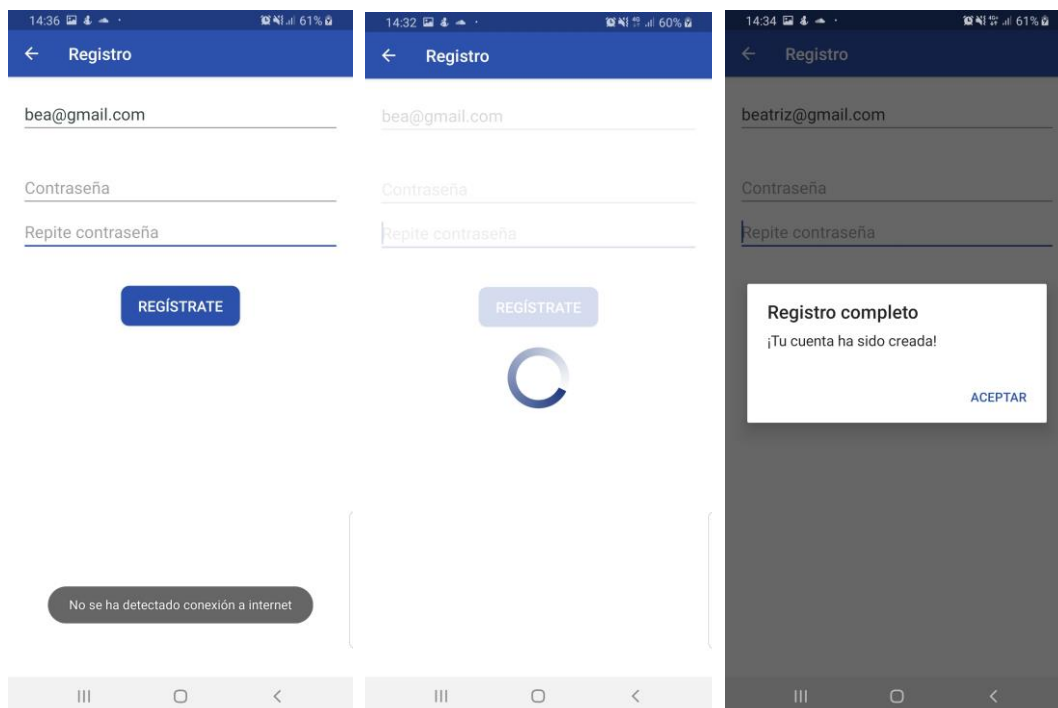 14:36 61%
Registro
bea@gmail.com
Contraseña
Repite contraseña
REGÍSTRATE
No se ha detectado conexión a internet
14:32 60%
Registro
bea@gmail.com
Contraseña
Repite contraseña
REGÍSTRATE
14:34 61%
Registro
beatriz@gmail.com
Contraseña
Repite contraseña
Registro completo
¡Tu cuenta ha sido creada!
ACEPTAR